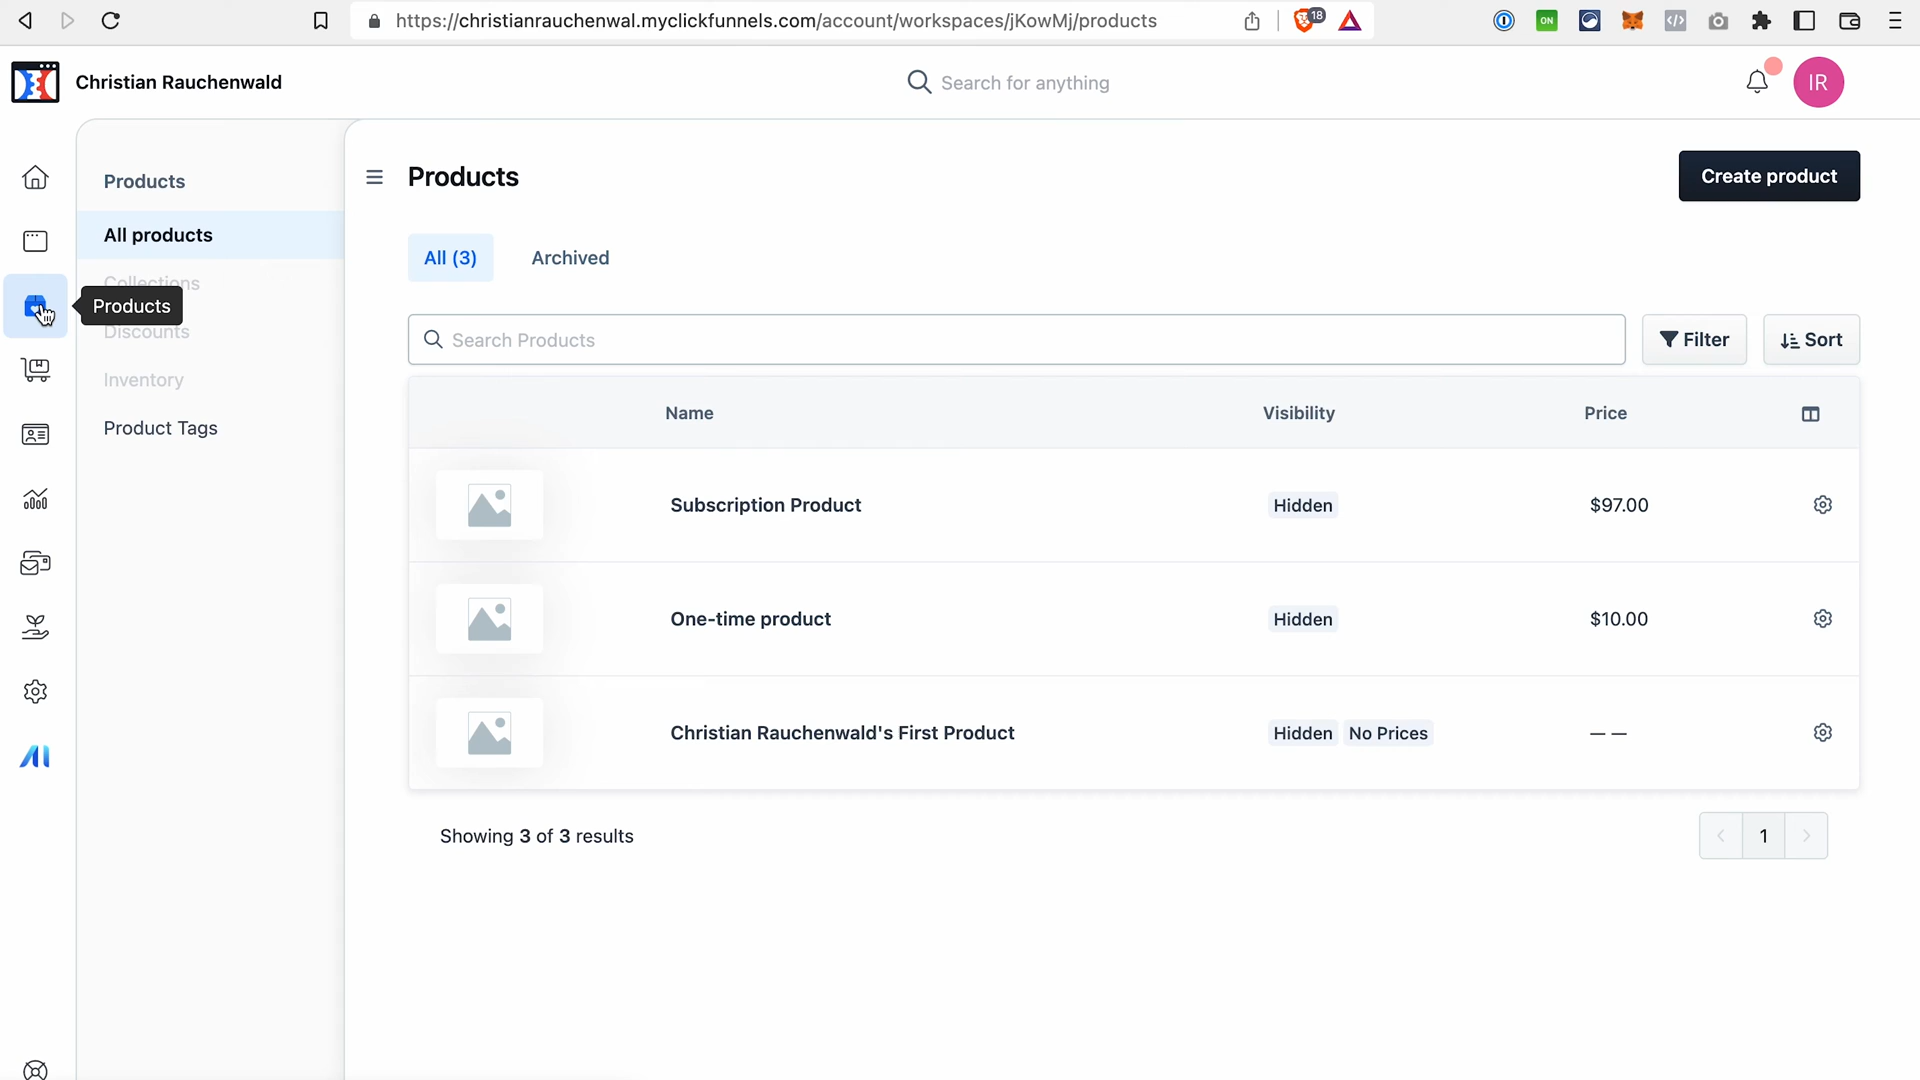 https://christianrauchenwal.myclickfunnels.com/account/workspaces/jKowMj/products
18
ON
Christian Rauchenwald
Search for anything
IR
Products
All products
Collections
Products
Discounts
Inventory
Product Tags
Products
Create product
All (3)
Archived
Search Products
Filter
Sort
Name Visibility Price
Subscription Product Hidden $97.00
One-time product Hidden $10.00
Christian Rauchenwald's First Product Hidden No Prices — —
Showing 3 of 3 results
1